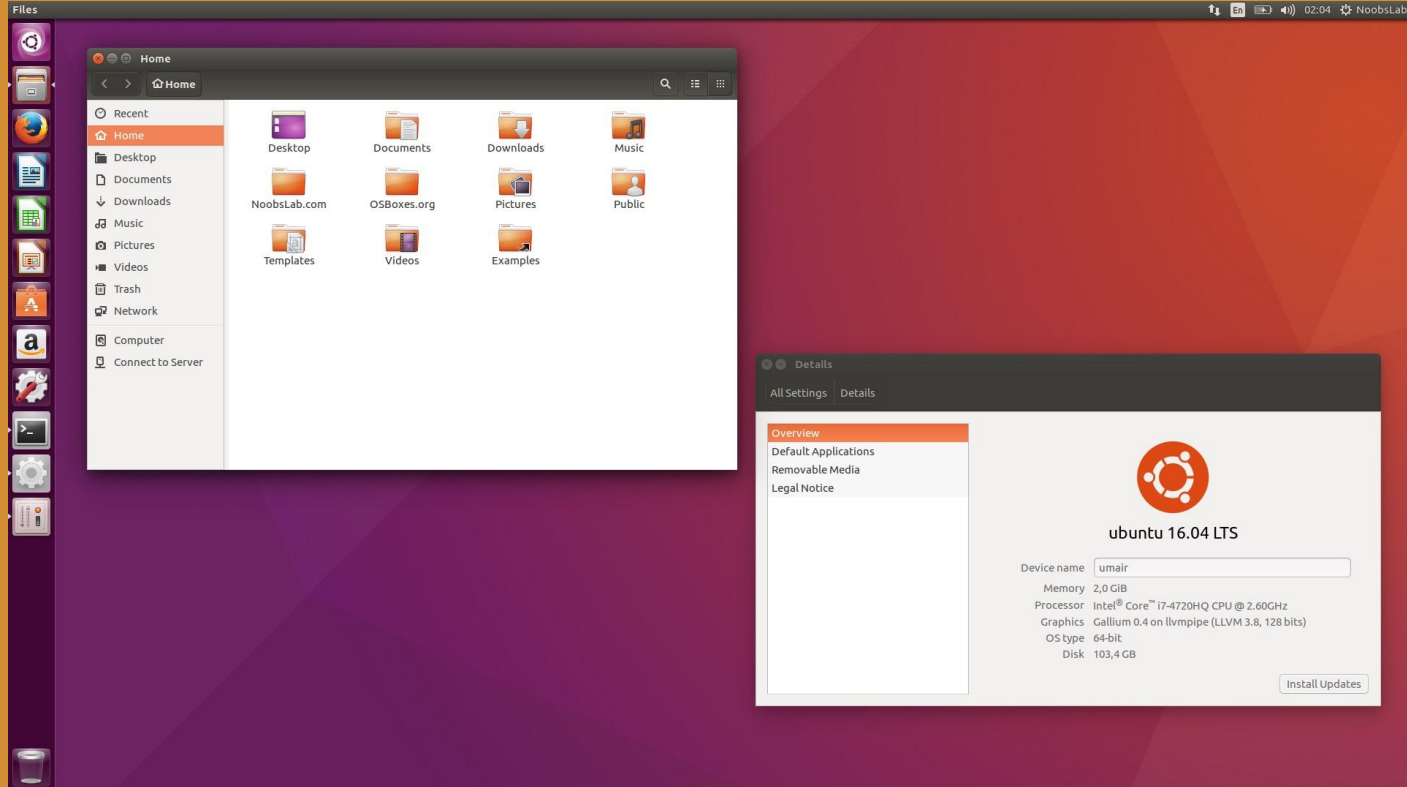 Files
En
02:04 NoobsLab
Home
Home
Recent
Home
Desktop
Documents
Downloads
Music
Pictures
Videos
Trash
Network
Computer
Connect to Server
Desktop Documents Downloads Music
NoobsLab.com OSBoxes.org Pictures Public
Templates Videos Examples
Details
All Settings Details
Overview
Default Applications
Removable Media
Legal Notice
ubuntu 16.04 LTS
Device name umair
Memory 2,0 GiB
Processor Intel® Core™ i7-4720HQ CPU @ 2.60GHz
Graphics Gallium 0.4 on llvmpipe (LLVM 3.8, 128 bits)
OS type 64-bit
Disk 103,4 GB
Install Updates